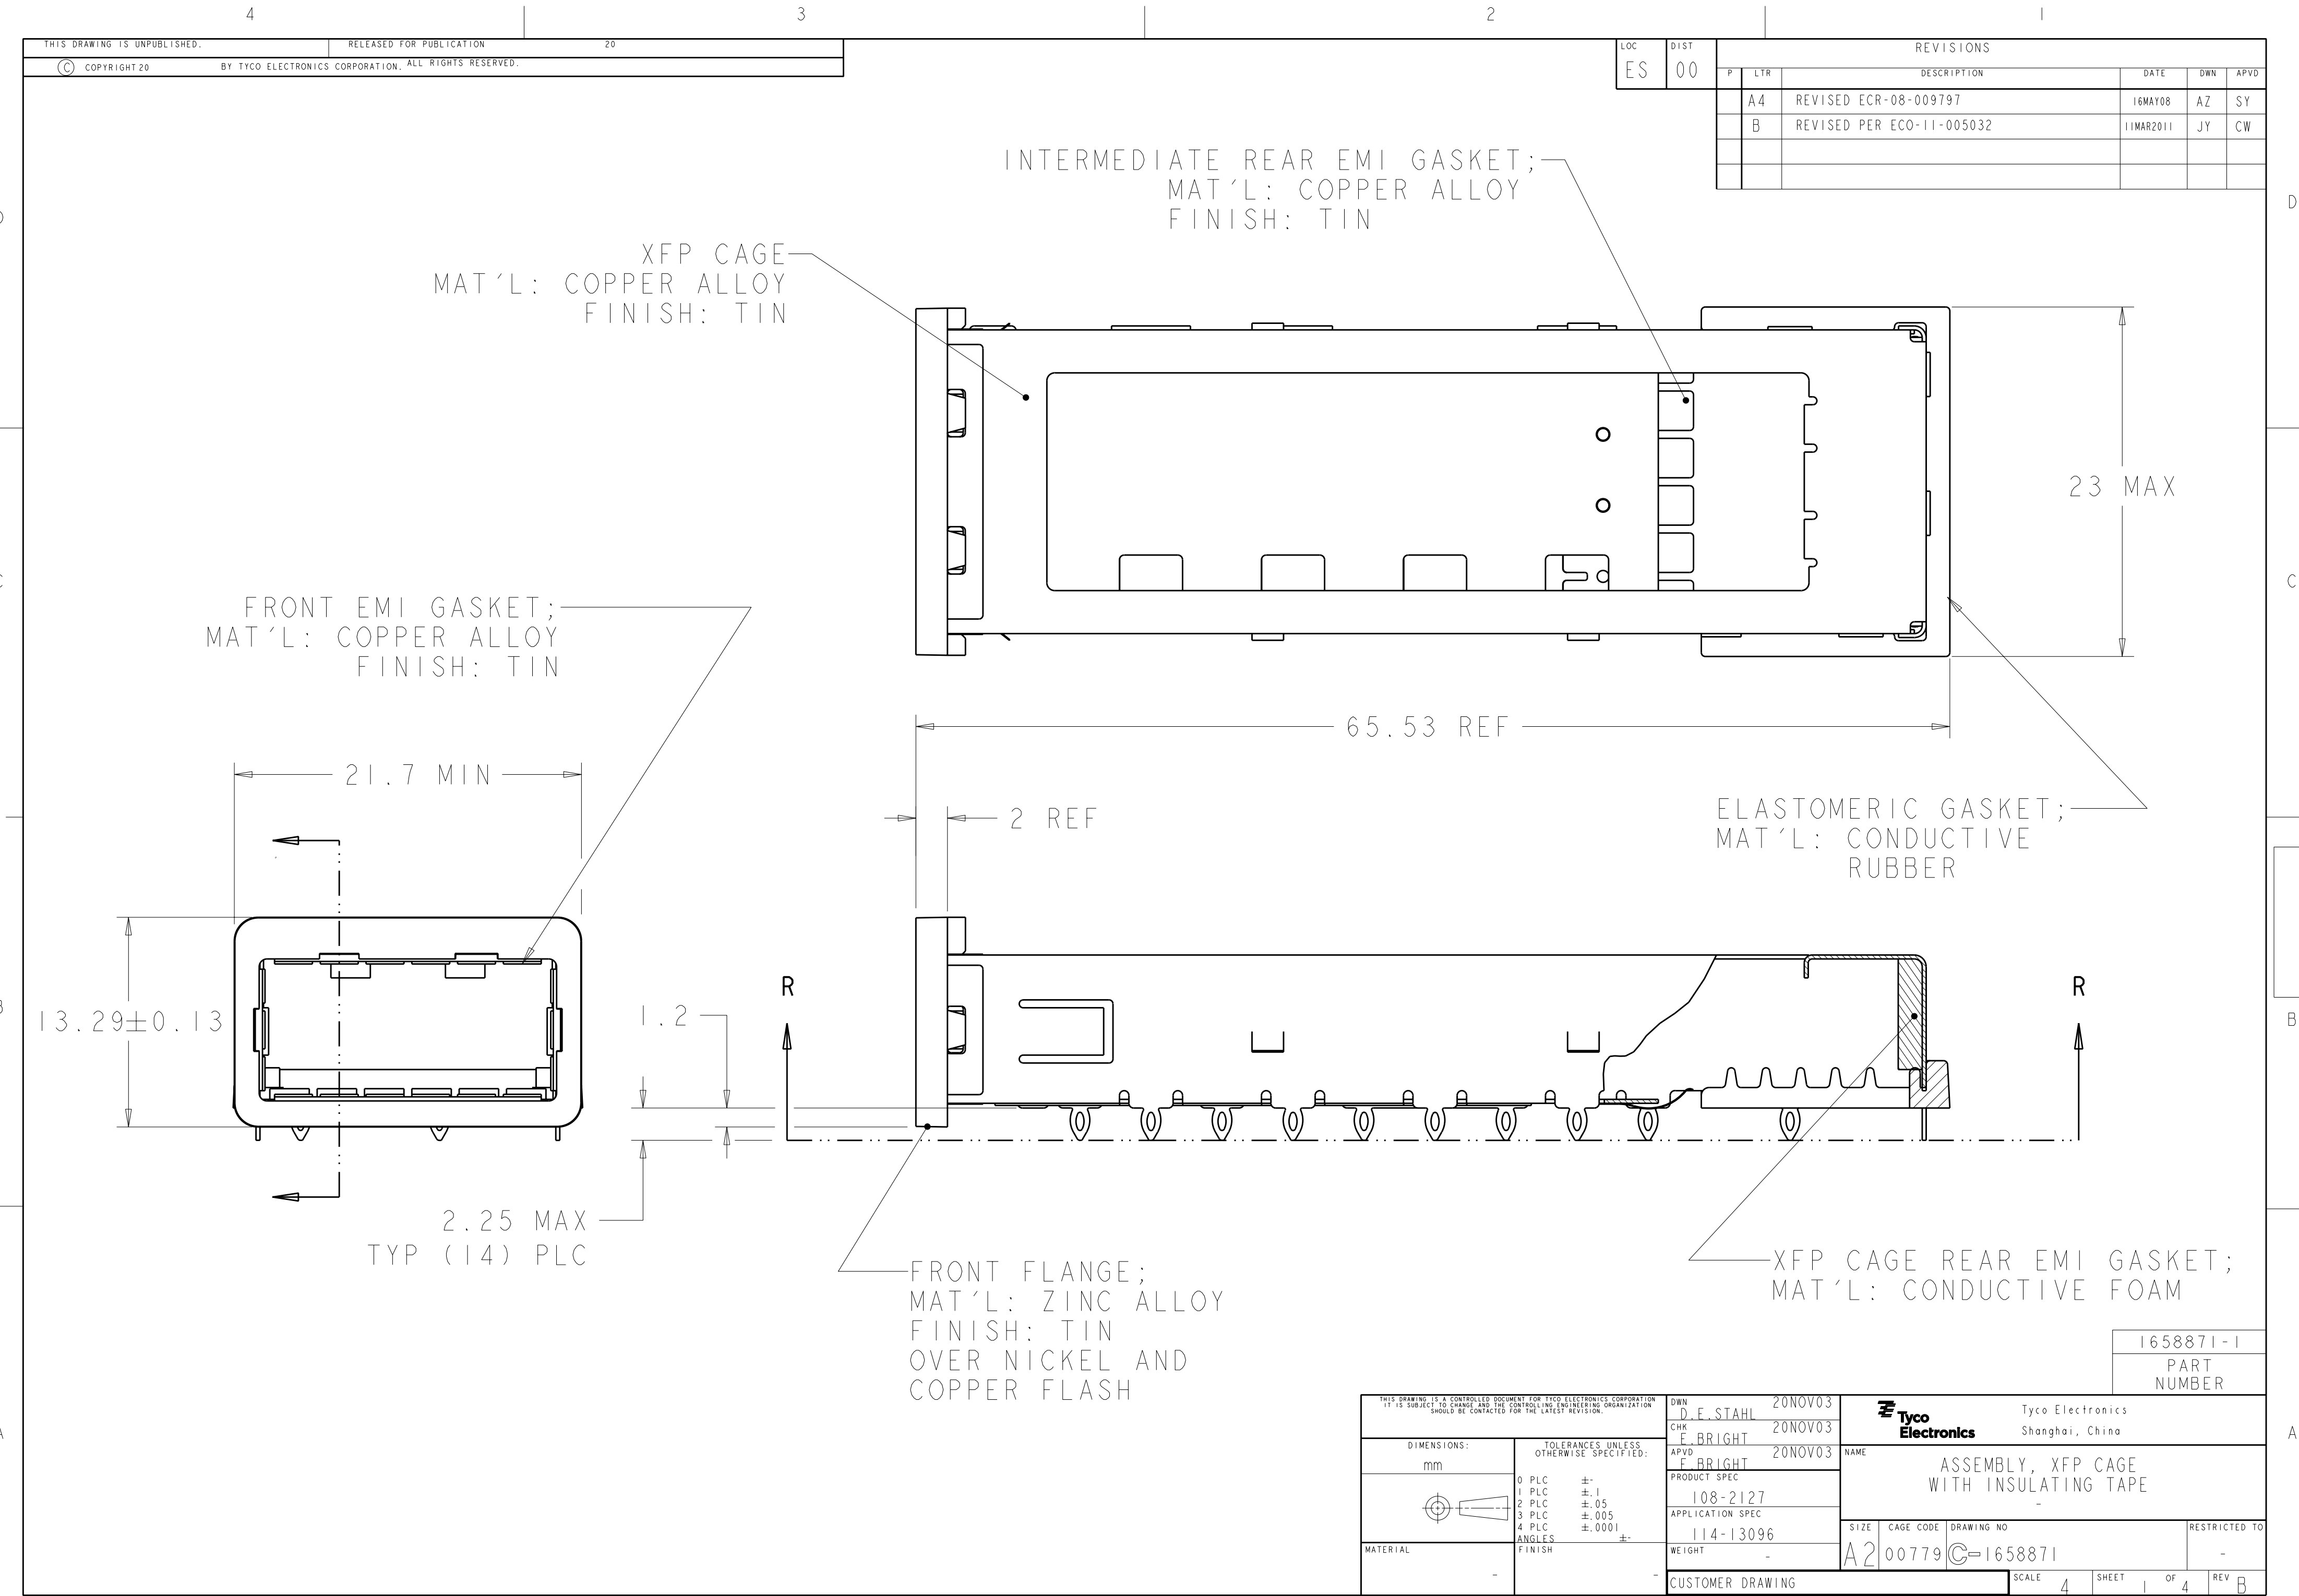 4 3 2 1
THIS DRAWING IS UNPUBLISHED. RELEASED FOR PUBLICATION 20
© COPYRIGHT 20 BY TYCO ELECTRONICS CORPORATION. ALL RIGHTS RESERVED.
LOC DIST
ES 00
REVISIONS
P LTR DESCRIPTION DATE DWN APVD
A4 REVISED ECR-08-009797 16MAY08 AZ SY
B REVISED PER ECO-11-005032 11MAR2011 JY CW
INTERMEDIATE REAR EMI GASKET;
MAT'L: COPPER ALLOY
FINISH: TIN
D
XFP CAGE
MAT'L: COPPER ALLOY
FINISH: TIN
23 MAX
C
FRONT EMI GASKET;
MAT'L: COPPER ALLOY
FINISH: TIN
65.53 REF
21.7 MIN
2 REF
ELASTOMERIC GASKET;
MAT'L: CONDUCTIVE
RUBBER
R R
13.29±0.13
1.2
B
2.25 MAX
TYP (14) PLC
FRONT FLANGE;
MAT'L: ZINC ALLOY
FINISH: TIN
OVER NICKEL AND
COPPER FLASH
XFP CAGE REAR EMI GASKET;
MAT'L: CONDUCTIVE FOAM
1658871-1
PART
NUMBER
A
THIS DRAWING IS A CONTROLLED DOCUMENT FOR TYCO ELECTRONICS CORPORATION
IT IS SUBJECT TO CHANGE AND THE CONTROLLING ENGINEERING ORGANIZATION
SHOULD BE CONTACTED FOR THE LATEST REVISION.
DIMENSIONS:
mm
TOLERANCES UNLESS
OTHERWISE SPECIFIED:
0 PLC ±-
1 PLC ±.1
2 PLC ±.05
3 PLC ±.005
4 PLC ±.0001
ANGLES ±-
MATERIAL -
FINISH -
DWN 20NOV03
D.E.STAHL
CHK 20NOV03
E.BRIGHT
APVD 20NOV03
E.BRIGHT
PRODUCT SPEC
108-2127
APPLICATION SPEC
114-13096
WEIGHT -
CUSTOMER DRAWING
Tyco
Electronics
Tyco Electronics
Shanghai, China
NAME
ASSEMBLY, XFP CAGE
WITH INSULATING TAPE
-
SIZE CAGE CODE DRAWING NO RESTRICTED TO
A2 00779 C-1658871 -
SCALE 4 SHEET 1 OF 4 REV B